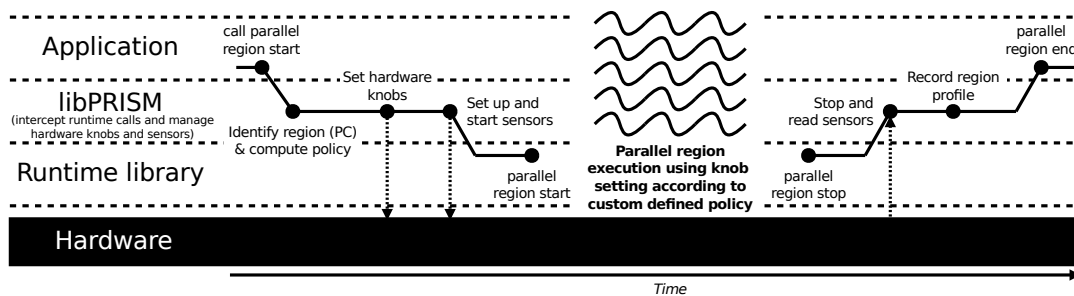 Application
libPRISM
(intercept runtime calls and manage
hardware knobs and sensors)
Runtime library
Hardware
call parallel
region start
Identify region (PC)
& compute policy
Set hardware
knobs
Set up and
start sensors
parallel
region start
Parallel region
execution using knob
setting according to
custom defined policy
parallel
region stop
Stop and
read sensors
Record region
profile
parallel
region end
Time